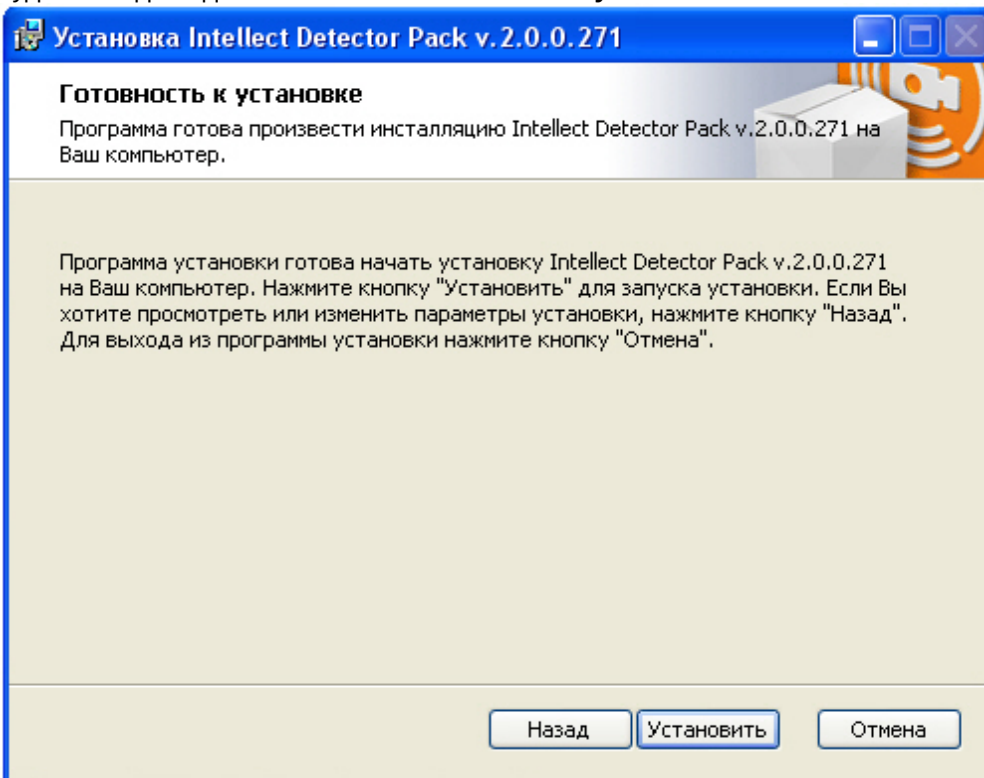 Установка Intellect Detector Pack v.2.0.0.271
Готовность к установке
Программа готова произвести инсталляцию Intellect Detector Pack v.2.0.0.271 на
Ваш компьютер.
Программа установки готова начать установку Intellect Detector Pack v.2.0.0.271
на Ваш компьютер. Нажмите кнопку "Установить" для запуска установки. Если Вы
хотите просмотреть или изменить параметры установки, нажмите кнопку "Назад".
Для выхода из программы установки нажмите кнопку "Отмена".
Назад Установить Отмена